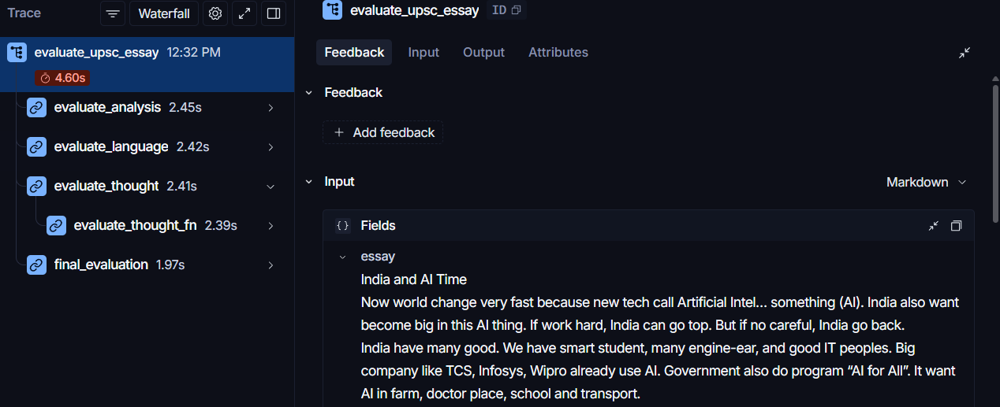 Trace
Waterfall
evaluate_upsc_essay 12:32 PM
4.60s
evaluate_analysis 2.45s
evaluate_language 2.42s
evaluate_thought 2.41s
evaluate_thought_fn 2.39s
final_evaluation 1.97s
evaluate_upsc_essay ID
Feedback Input Output Attributes
Feedback
+ Add feedback
Input Markdown
{} Fields
essay
India and AI Time
Now world change very fast because new tech call Artificial Intel... something (AI). India also want
become big in this AI thing. If work hard, India can go top. But if no careful, India go back.
India have many good. We have smart student, many engine-ear, and good IT peoples. Big
company like TCS, Infosys, Wipro already use AI. Government also do program “AI for All”. It want
AI in farm, doctor place, school and transport.